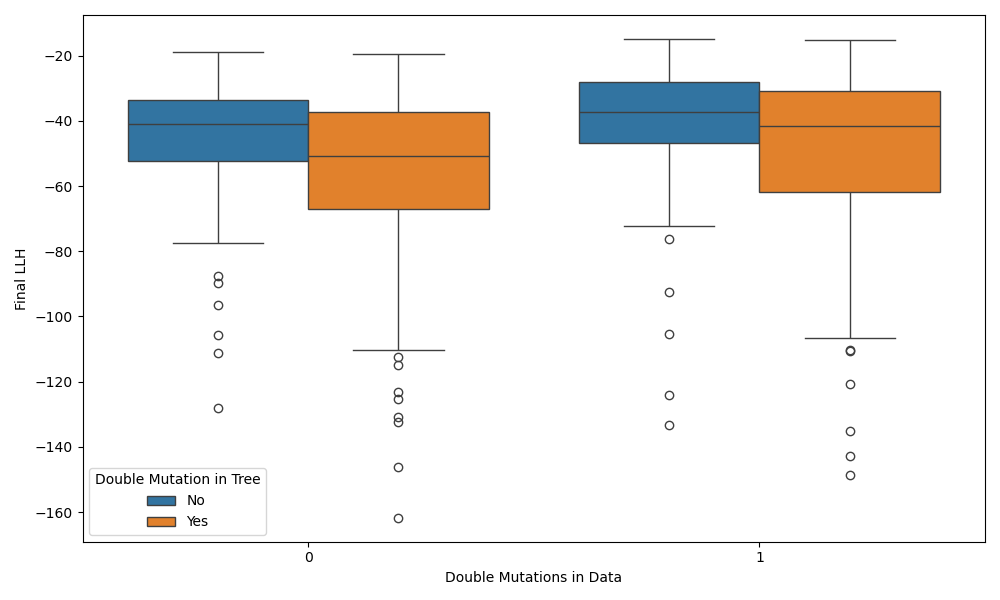 −20
−40
−60
−80
−100
−120
−140
−160
Final LLH
Double Mutation in Tree
No
Yes
0
1
Double Mutations in Data